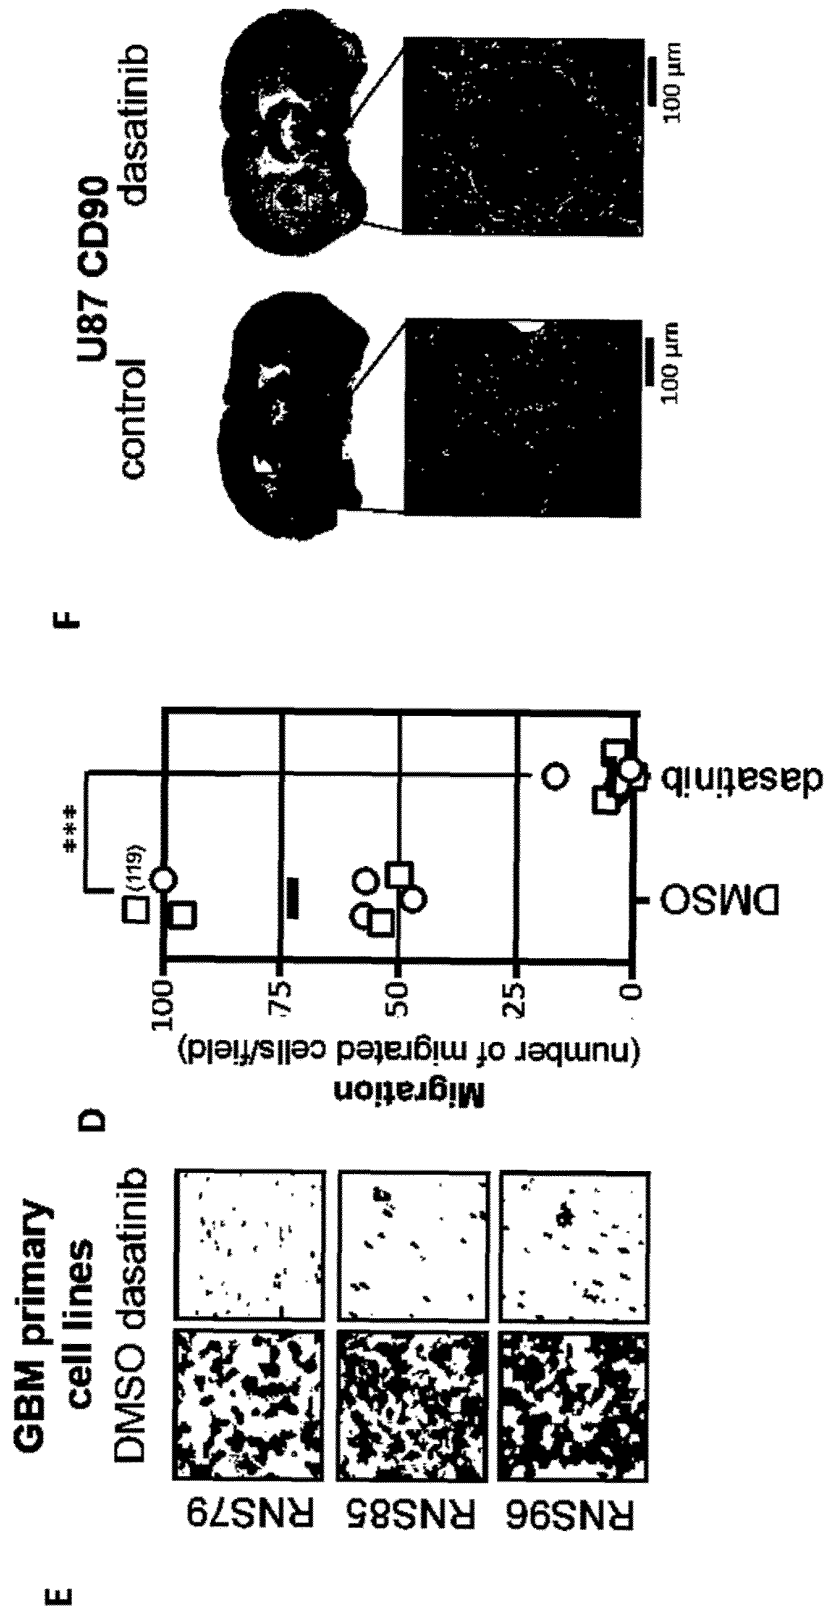 E
GBM primary
cell lines
DMSO dasatinib
RNS79
RNS85
RNS96
D
Migration
(number of migrated cells/field)
100
75
50
25
0
***
(119)
DMSO
dasatinib
F
U87 CD90
control
dasatinib
100 µm
100 µm